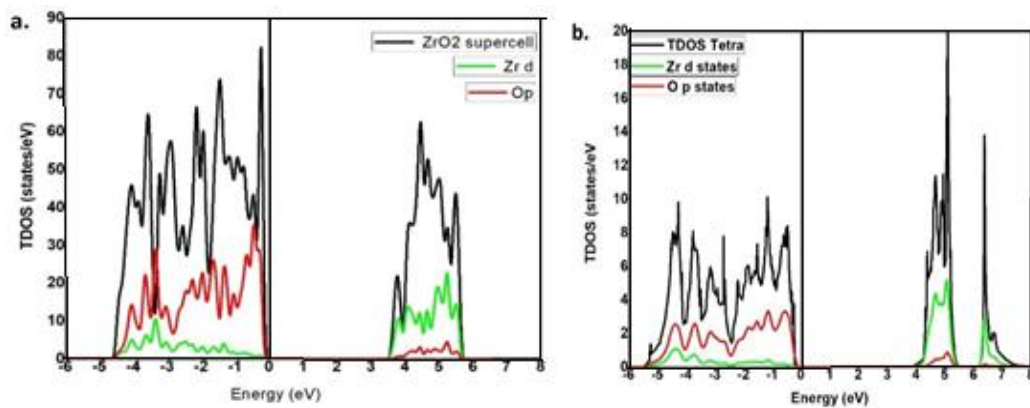 a.
ZrO2 supercell
Zr d
Op
TDOS (states/eV)
90
80
70
60
50
40
30
20
10
0
-6 -5 -4 -3 -2 -1 0 1 2 3 4 5 6 7 8
Energy (eV)
b.
TDOS Tetra
Zr d states
O p states
TDOS (states/eV
20
18
16
14
12
10
8
6
4
2
0
-6 -5 -4 -3 -2 -1 0 1 2 3 4 5 6 7 8
Energy (eV)